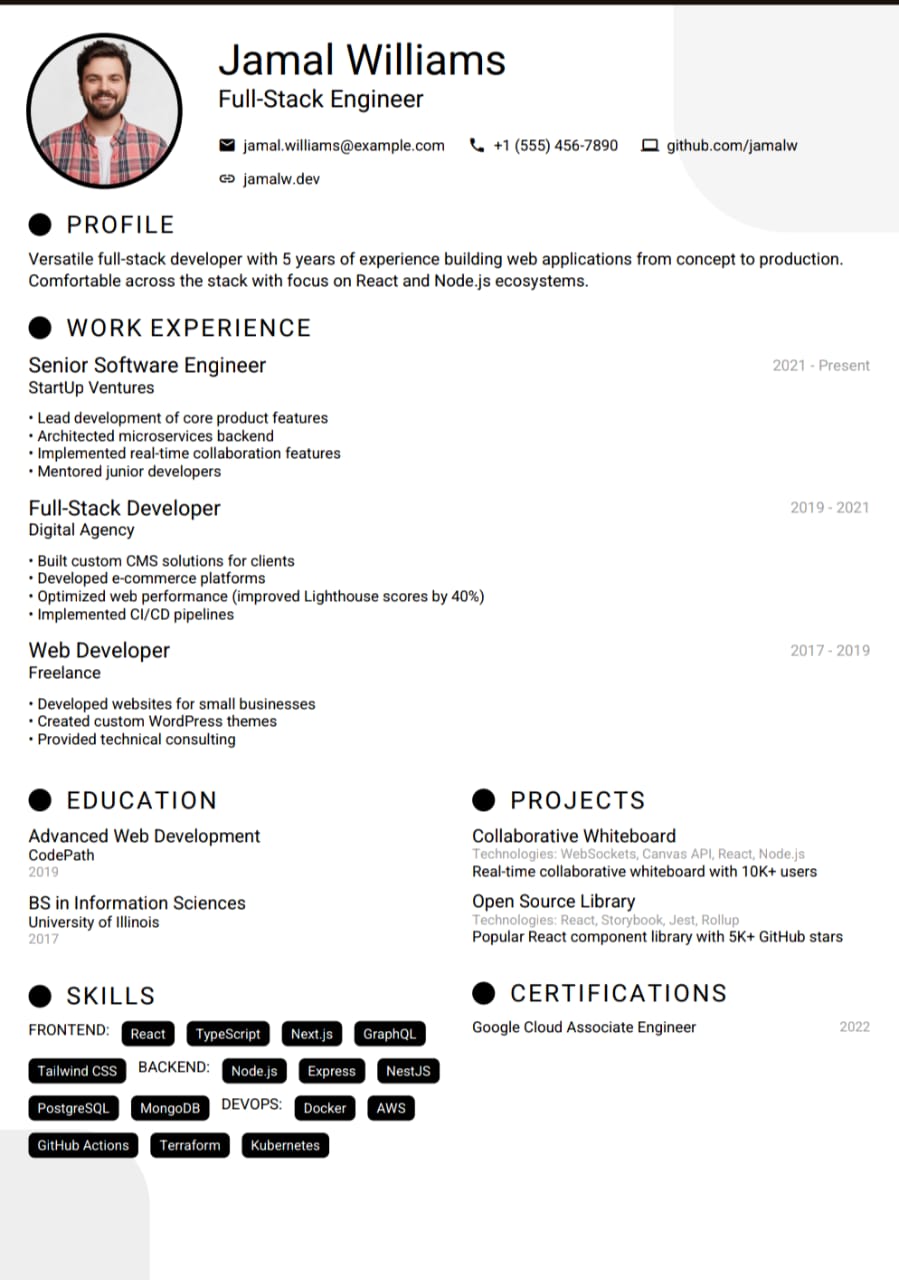 Jamal Williams
Full-Stack Engineer
jamal.williams@example.com +1 (555) 456-7890 github.com/jamalw
jamalw.dev
PROFILE
Versatile full-stack developer with 5 years of experience building web applications from concept to production.
Comfortable across the stack with focus on React and Node.js ecosystems.
WORK EXPERIENCE
Senior Software Engineer 2021 - Present
StartUp Ventures
• Lead development of core product features
• Architected microservices backend
• Implemented real-time collaboration features
• Mentored junior developers
Full-Stack Developer 2019 - 2021
Digital Agency
• Built custom CMS solutions for clients
• Developed e-commerce platforms
• Optimized web performance (improved Lighthouse scores by 40%)
• Implemented CI/CD pipelines
Web Developer 2017 - 2019
Freelance
• Developed websites for small businesses
• Created custom WordPress themes
• Provided technical consulting
EDUCATION
Advanced Web Development
CodePath
2019
BS in Information Sciences
University of Illinois
2017
SKILLS
FRONTEND: React TypeScript Next.js GraphQL
Tailwind CSS BACKEND: Node.js Express NestJS
PostgreSQL MongoDB DEVOPS: Docker AWS
GitHub Actions Terraform Kubernetes
PROJECTS
Collaborative Whiteboard
Technologies: WebSockets, Canvas API, React, Node.js
Real-time collaborative whiteboard with 10K+ users
Open Source Library
Technologies: React, Storybook, Jest, Rollup
Popular React component library with 5K+ GitHub stars
CERTIFICATIONS
Google Cloud Associate Engineer 2022